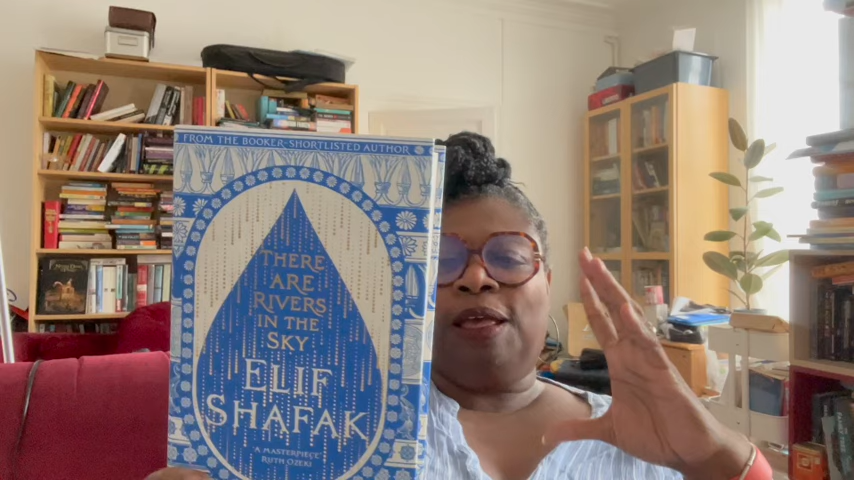 FROM THE BOOKER-SHORTLISTED AUTHOR
THERE
ARE
RIVERS
IN THE
SKY
ELIF
SHAFAK
'A MASTERPIECE'
RUTH OZEKI